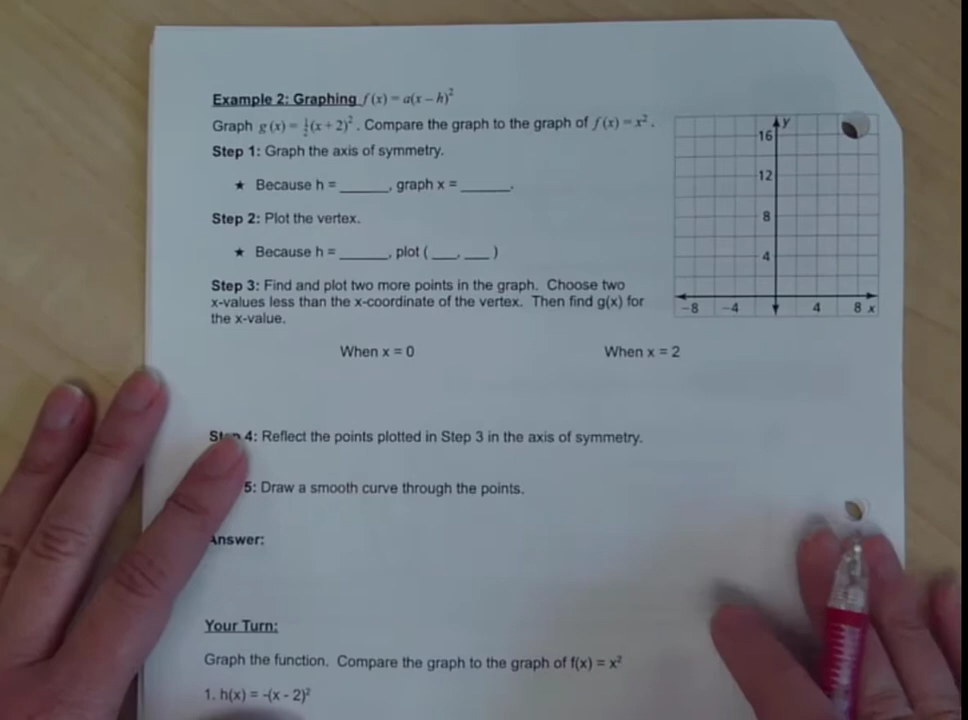 Example 2: Graphing f(x) = a(x – h)²
Graph g(x) = ½(x + 2)². Compare the graph to the graph of f(x) = x².
Step 1: Graph the axis of symmetry.
★ Because h = ______, graph x = ______.
Step 2: Plot the vertex.
★ Because h = ______, plot ( ___, ___ )
Step 3: Find and plot two more points in the graph. Choose two
x-values less than the x-coordinate of the vertex. Then find g(x) for
the x-value.
y
16
12
8
4
−8 −4 4 8 x
When x = 0 When x = 2
4: Reflect the points plotted in Step 3 in the axis of symmetry.
5: Draw a smooth curve through the points.
Answer:
Your Turn:
Graph the function. Compare the graph to the graph of f(x) = x²
1. h(x) = -(x - 2)²